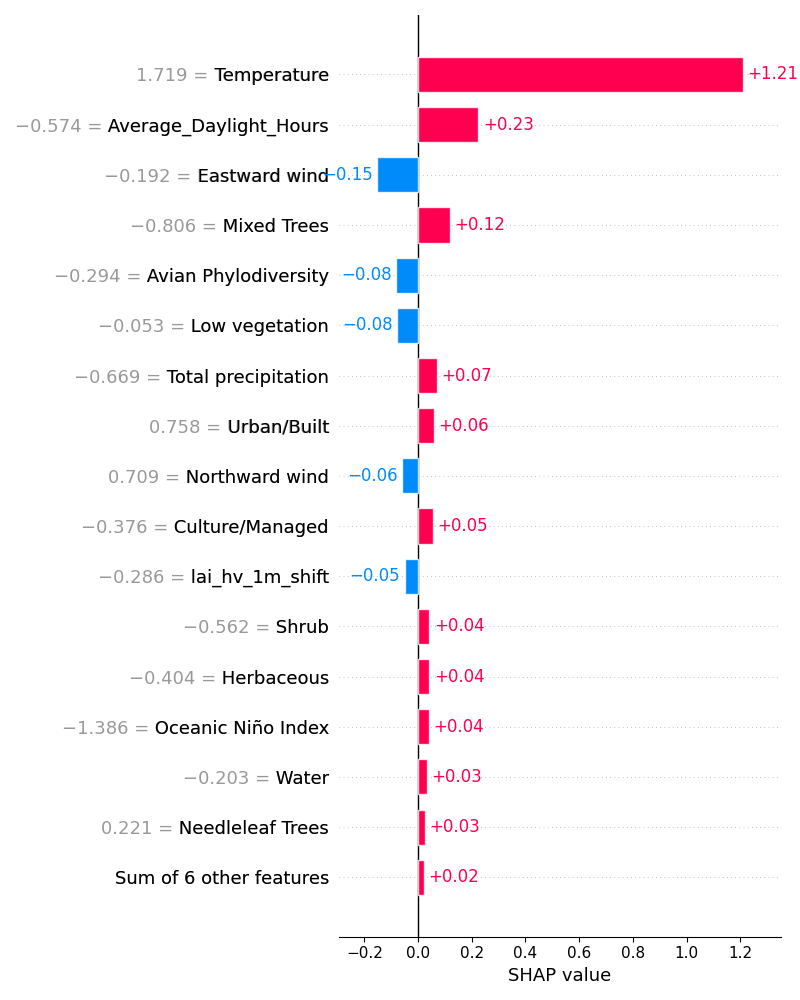 1.719 = Temperature +1.21
−0.574 = Average_Daylight_Hours +0.23
−0.192 = Eastward wind −0.15
−0.806 = Mixed Trees +0.12
−0.294 = Avian Phylodiversity −0.08
−0.053 = Low vegetation −0.08
−0.669 = Total precipitation +0.07
0.758 = Urban/Built +0.06
0.709 = Northward wind −0.06
−0.376 = Culture/Managed +0.05
−0.286 = lai_hv_1m_shift −0.05
−0.562 = Shrub +0.04
−0.404 = Herbaceous +0.04
−1.386 = Oceanic Niño Index +0.04
−0.203 = Water +0.03
0.221 = Needleleaf Trees +0.03
Sum of 6 other features +0.02
−0.2 0.0 0.2 0.4 0.6 0.8 1.0 1.2
SHAP value